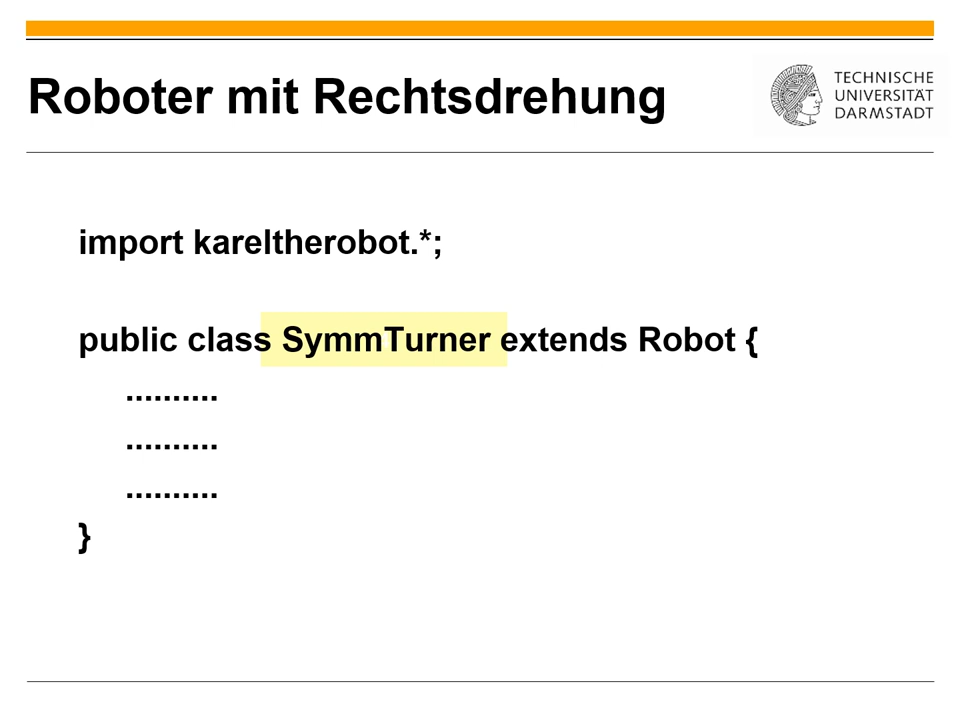 Roboter mit Rechtsdrehung
TECHNISCHE
UNIVERSITÄT
DARMSTADT
import kareltherobot.*;
public class SymmTurner extends Robot {
..........
..........
..........
}